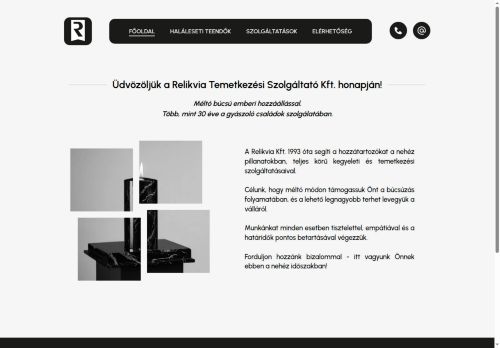 R
FŐOLDAL
HALÁLESETI TEENDŐK
SZOLGÁLTATÁSOK
ELÉRHETŐSÉG
Üdvözöljük a Relikvia Temetkezési Szolgáltató Kft. honapján!
Méltó búcsú emberi hozzáállással.
Több, mint 30 éve a gyászoló családok szolgálatában.
A Relikvia Kft. 1993 óta segíti a hozzátartozókat a nehéz
pillanatokban, teljes körű kegyeleti és temetkezési
szolgáltatásaival.
Célunk, hogy méltó módon támogassuk Önt a búcsúzás
folyamatában, és a lehető legnagyobb terhet levegyük a
válláról.
Munkánkat minden esetben tisztelettel, empátiával és a
határidők pontos betartásával végezzük.
Forduljon hozzánk bizalommal - itt vagyunk Önnek
ebben a nehéz időszakban!